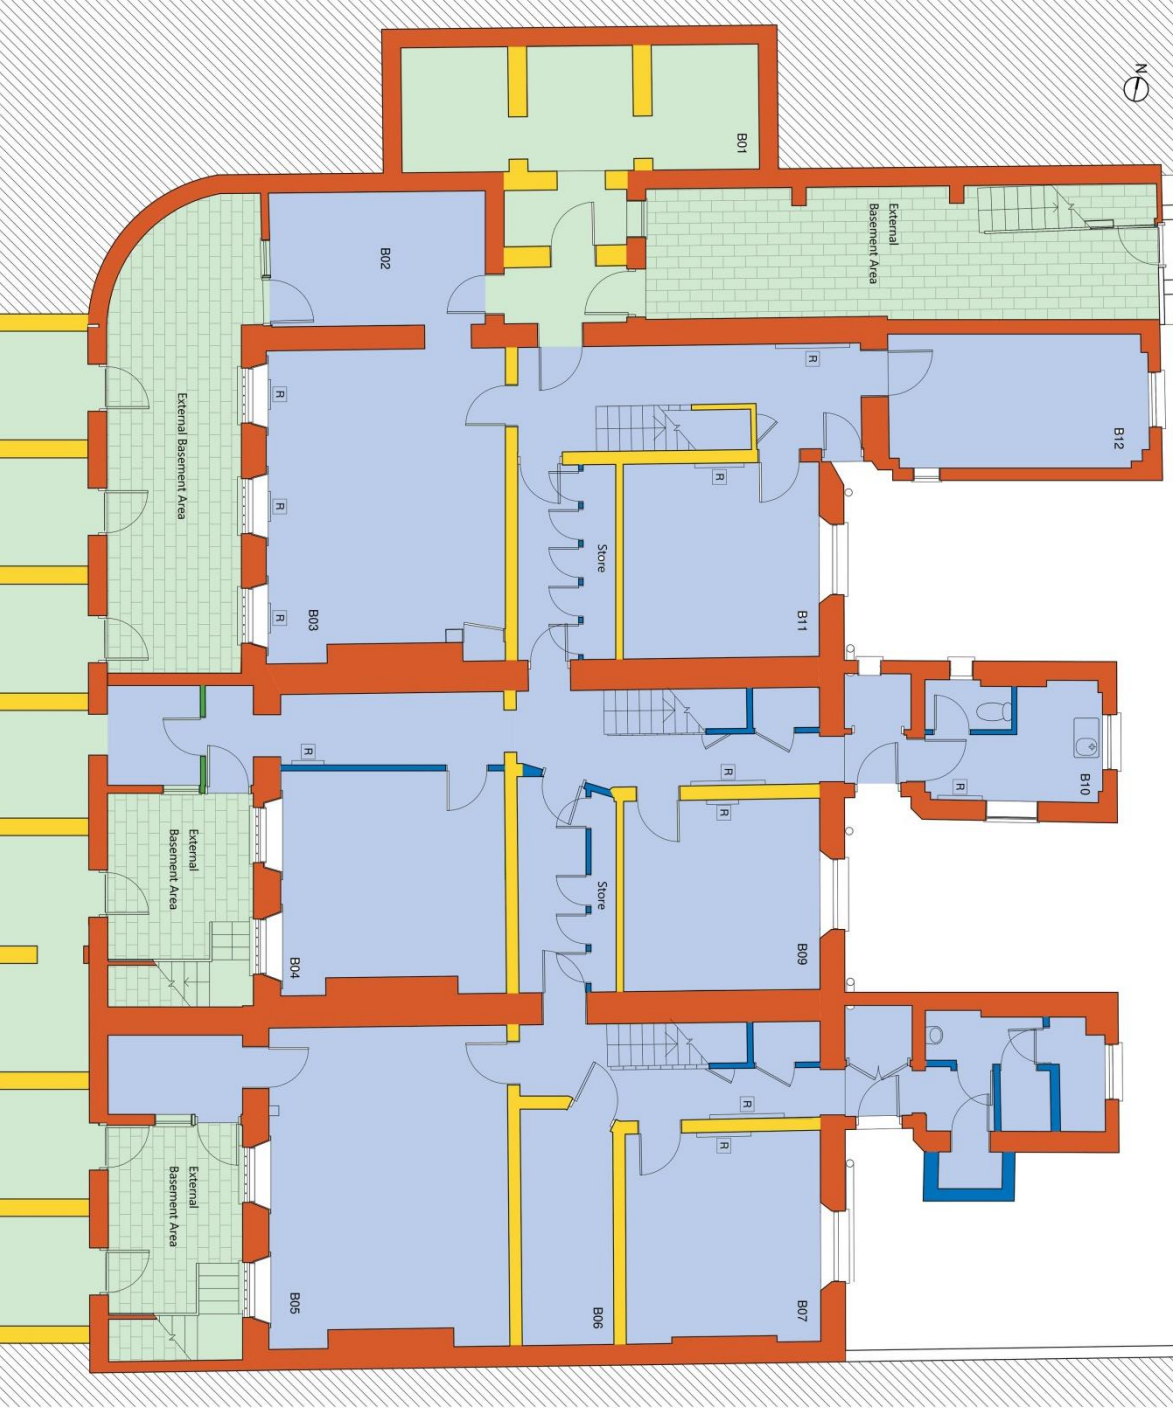 N
B01
External
Basement Area
B02
R
B12
R
External Basement Area
R
R
Store
B11
R
B03
R
R
B10
R
External
Basement Area
R
Store
B04
B09
R
R
External
Basement Area
B05
B06
B07